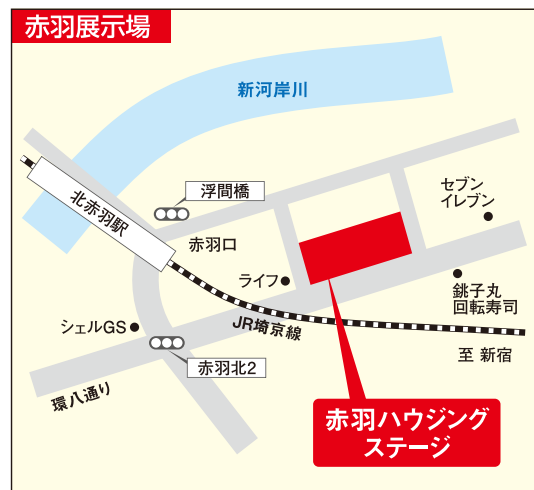 赤羽展示場
新河岸川
浮間橋
北赤羽駅
赤羽口
セブン
イレブン
ライフ
銚子丸
回転寿司
シェルGS
JR埼京線
至 新宿
赤羽北2
環八通り
赤羽ハウジング
ステージ